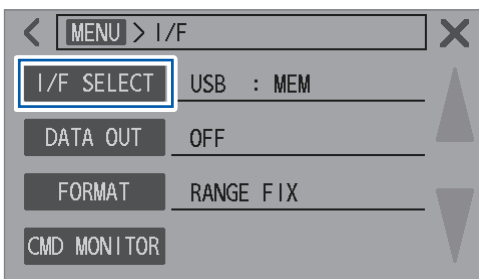 MENU > I/F
I/F SELECT USB : MEM
DATA OUT OFF
FORMAT RANGE FIX
CMD MONITOR